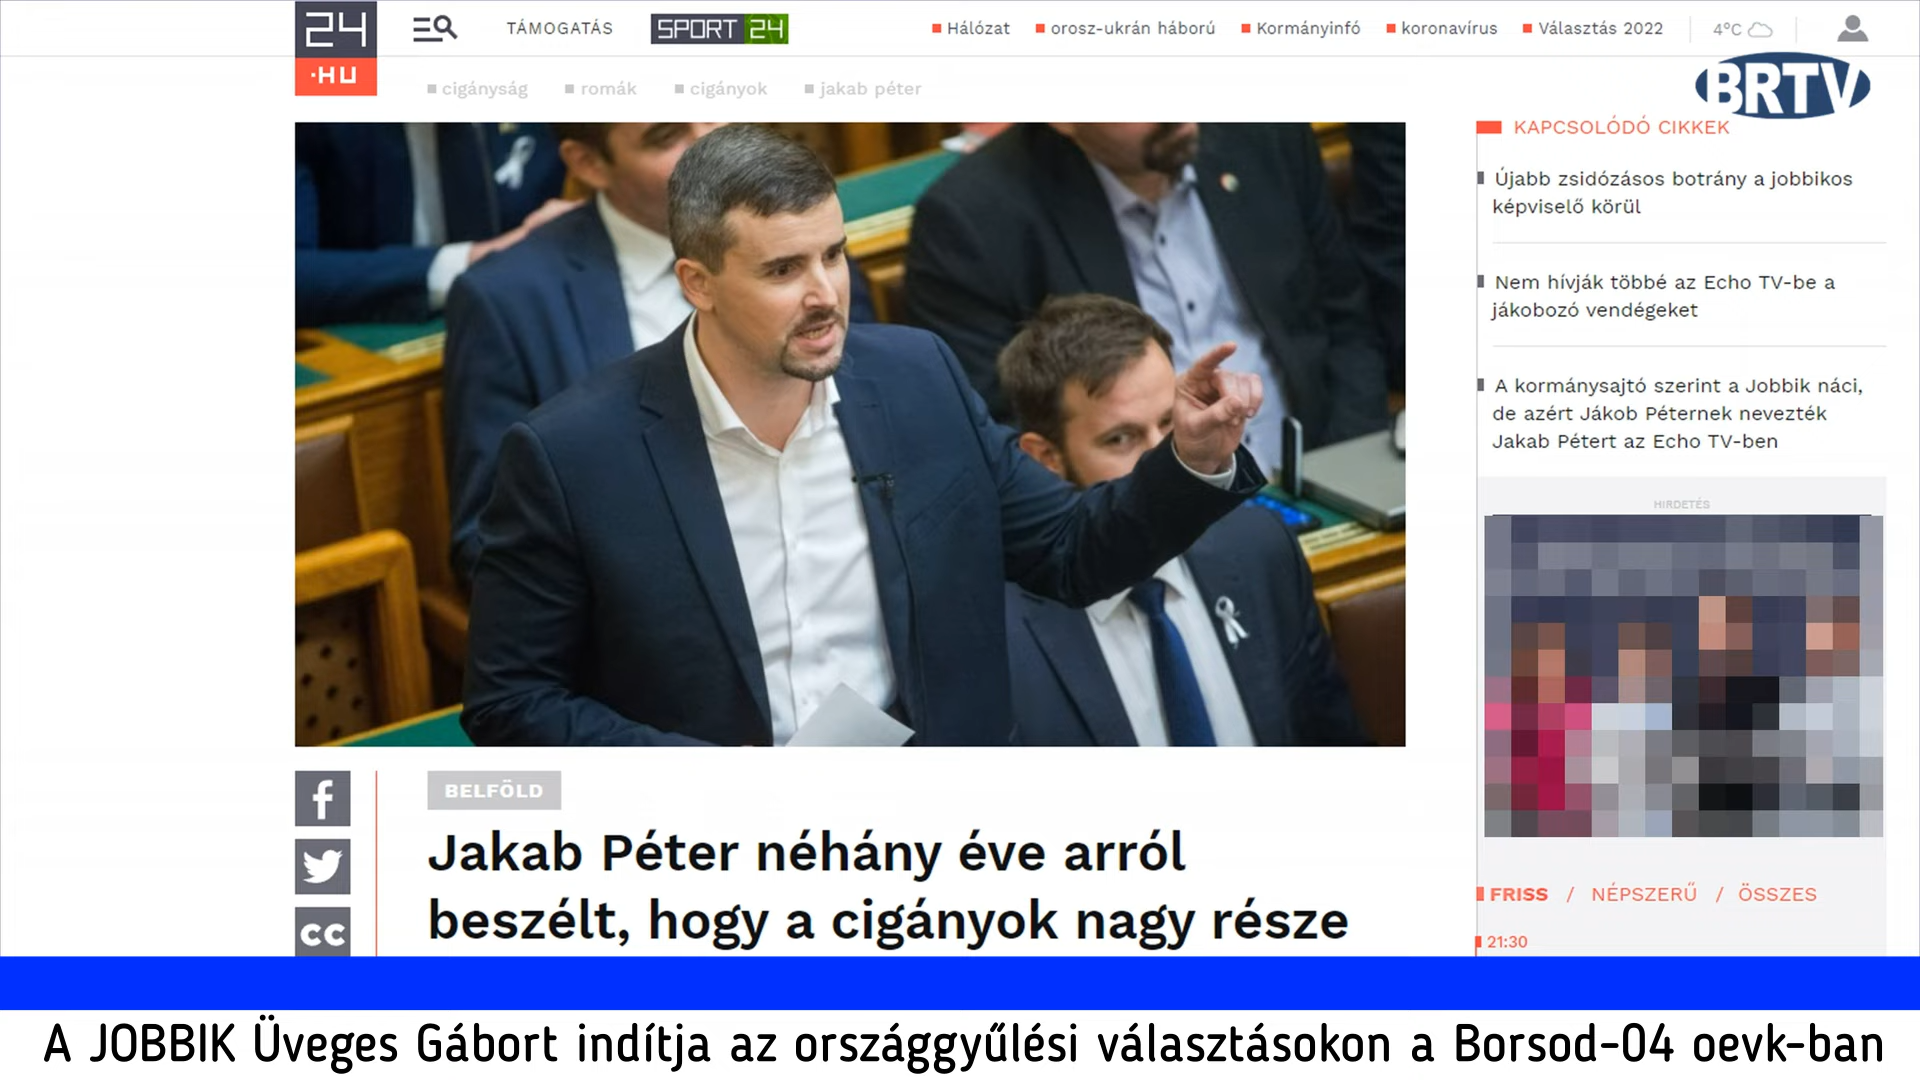 24
.HU
TÁMOGATÁS
SPORT 24
Hálózat
orosz-ukrán háború
Kormányinfó
koronavírus
Választás 2022
4°C
BRTV
cigányság
romák
cigányok
jakab péter
KAPCSOLÓDÓ CIKKEK
Újabb zsidózásos botrány a jobbikos
képviselő körül
Nem hívják többé az Echo TV-be a
jákobozó vendégeket
A kormánysajtó szerint a Jobbik náci,
de azért Jákob Péternek nevezték
Jakab Pétert az Echo TV-ben
HIRDETÉS
BELFÖLD
Jakab Péter néhány éve arról
beszélt, hogy a cigányok nagy része
cc
FRISS / NÉPSZERŰ / ÖSSZES
21:30
A JOBBIK Üveges Gábort indítja az országgyűlési választásokon a Borsod-04 oevk-ban